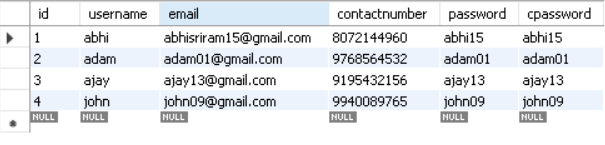 id username email contactnumber password cpassword
1 abhi abhisriram15@gmail.com 8072144960 abhi15 abhi15
2 adam adam01@gmail.com 9768564532 adam01 adam01
3 ajay ajay13@gmail.com 9195432156 ajay13 ajay13
4 john john09@gmail.com 9940089765 john09 john09
NULL NULL NULL NULL NULL NULL